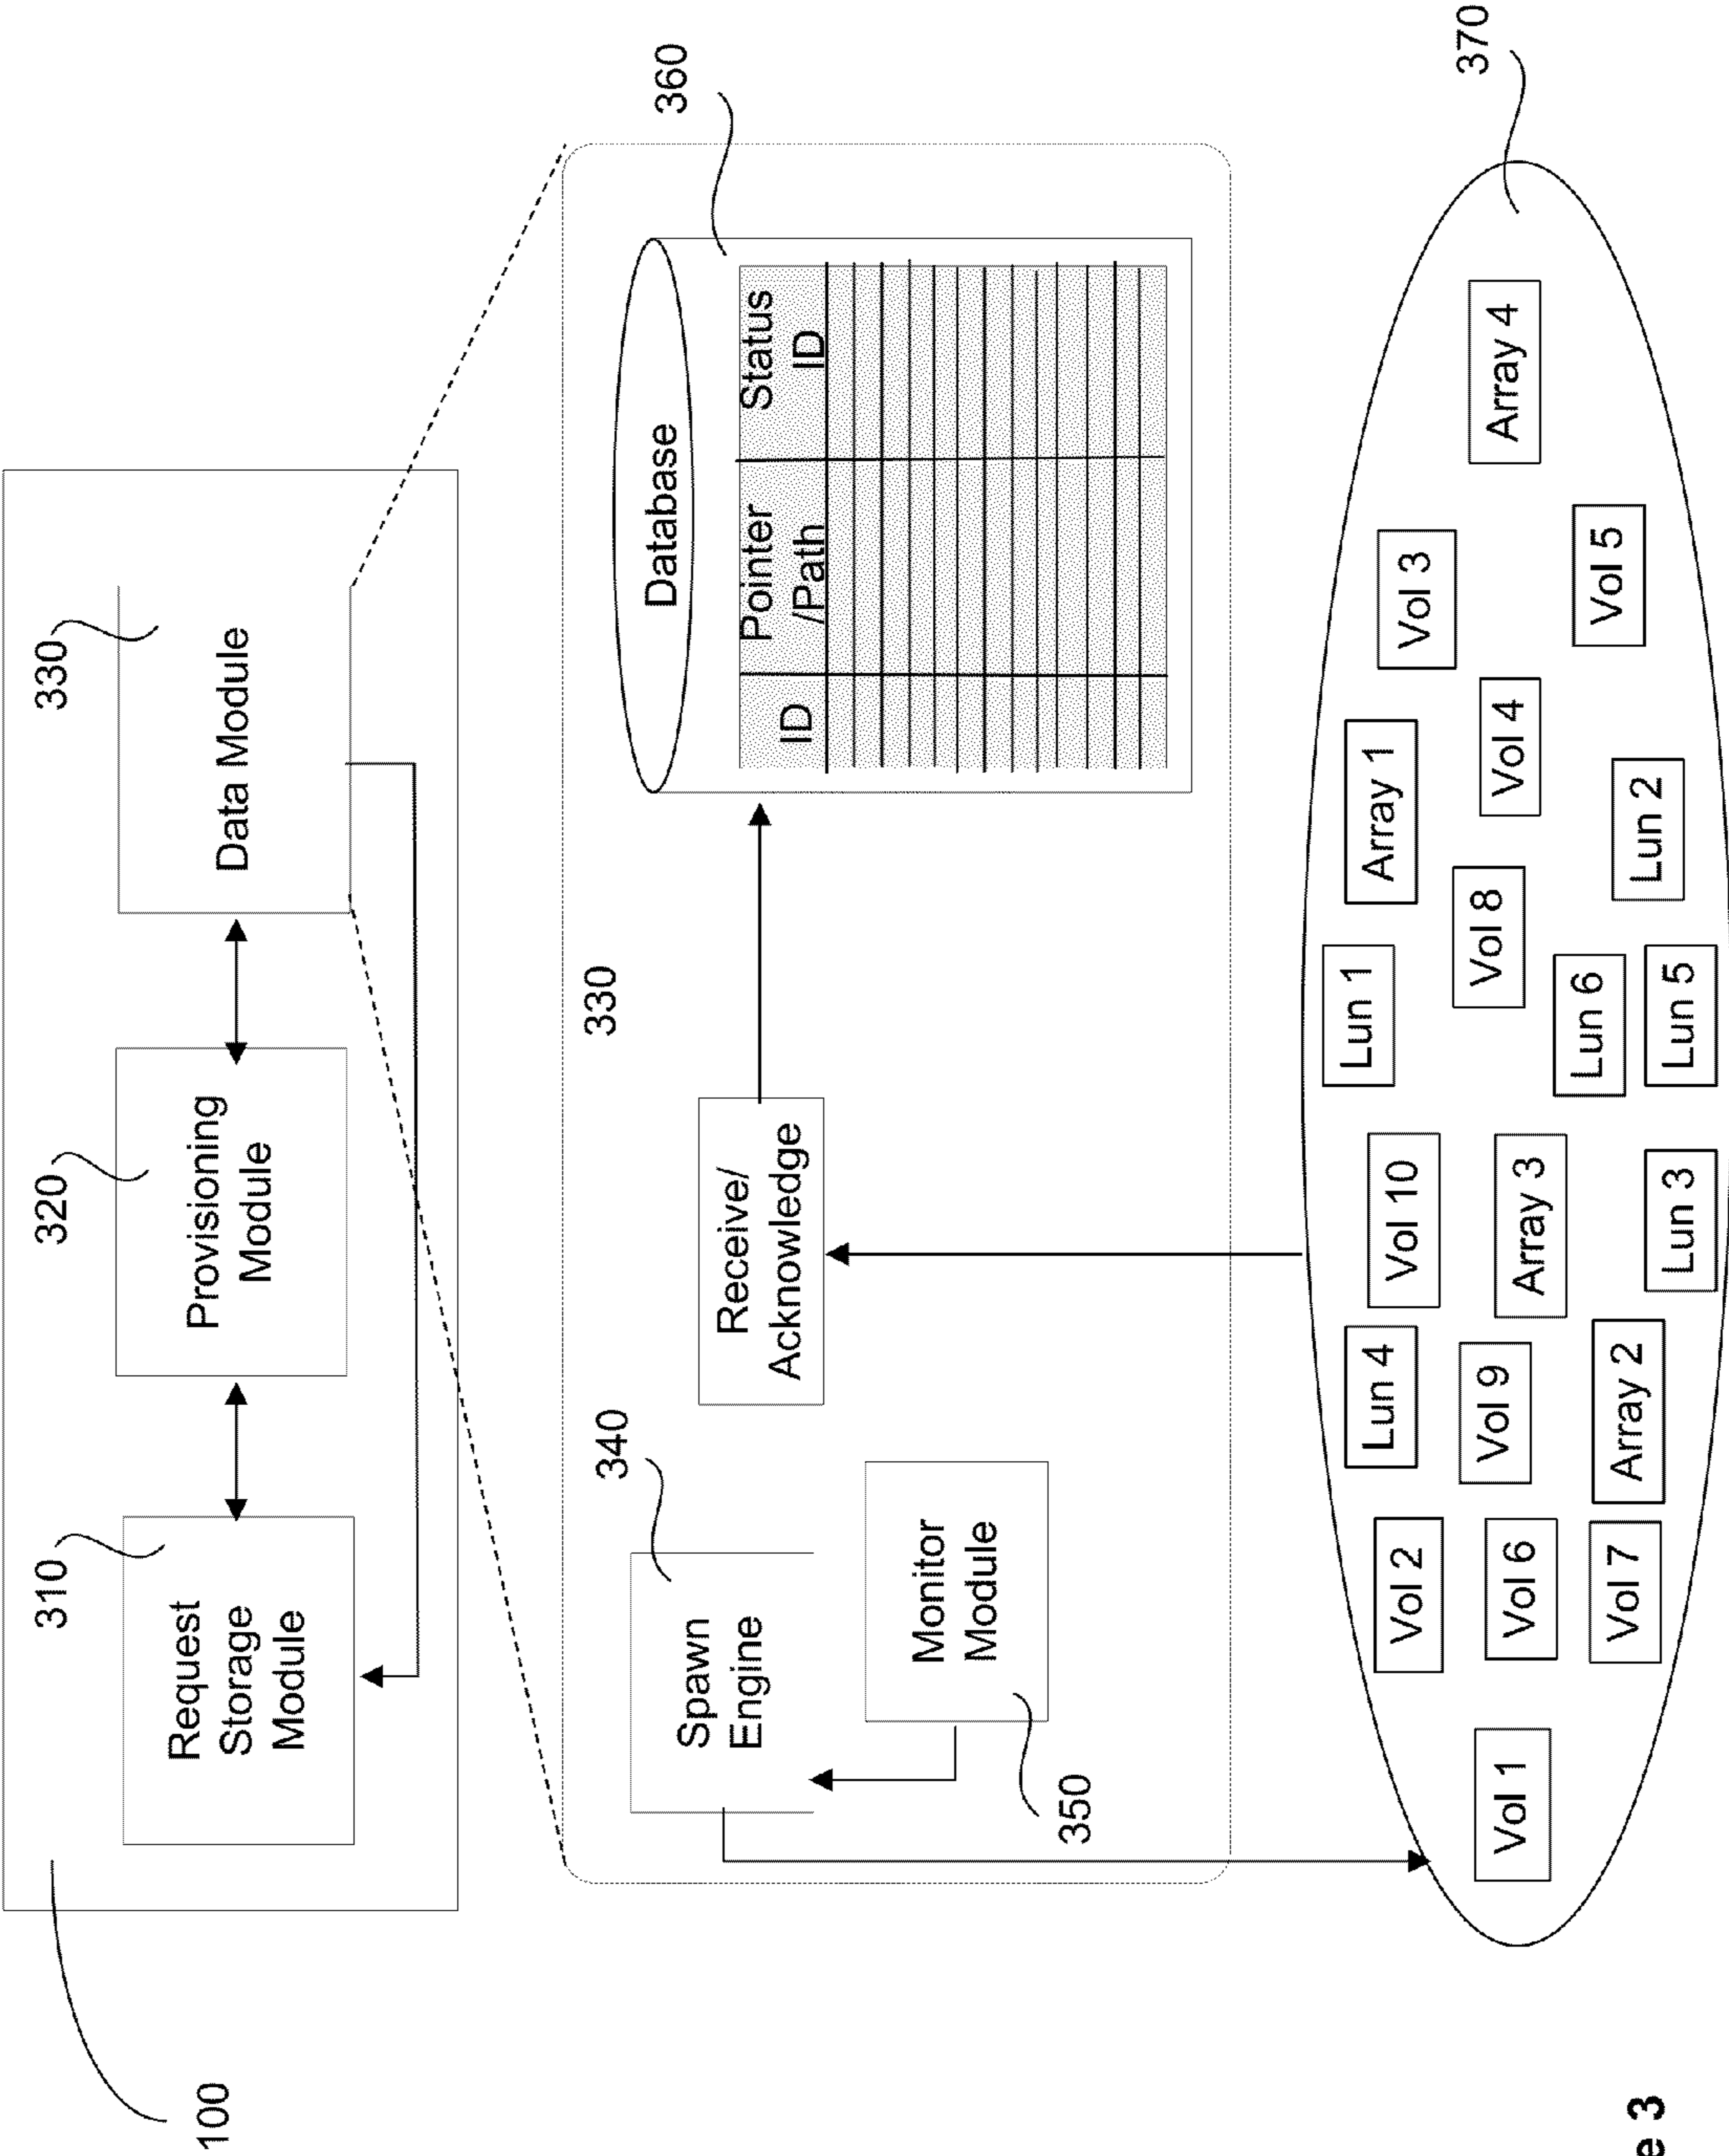 100
310
Request
Storage
Module
320
Provisioning
Module
330
Data Module
340
Spawn
Engine
350
Monitor
Module
Receive/
Acknowledge
330
360
Database
ID
Pointer
/Path
Status
ID
370
Vol 1
Vol 2
Vol 6
Vol 7
Lun 4
Vol 9
Array 2
Vol 10
Array 3
Lun 3
Lun 1
Vol 8
Lun 6
Lun 5
Array 1
Vol 4
Lun 2
Vol 3
Vol 5
Array 4
e 3